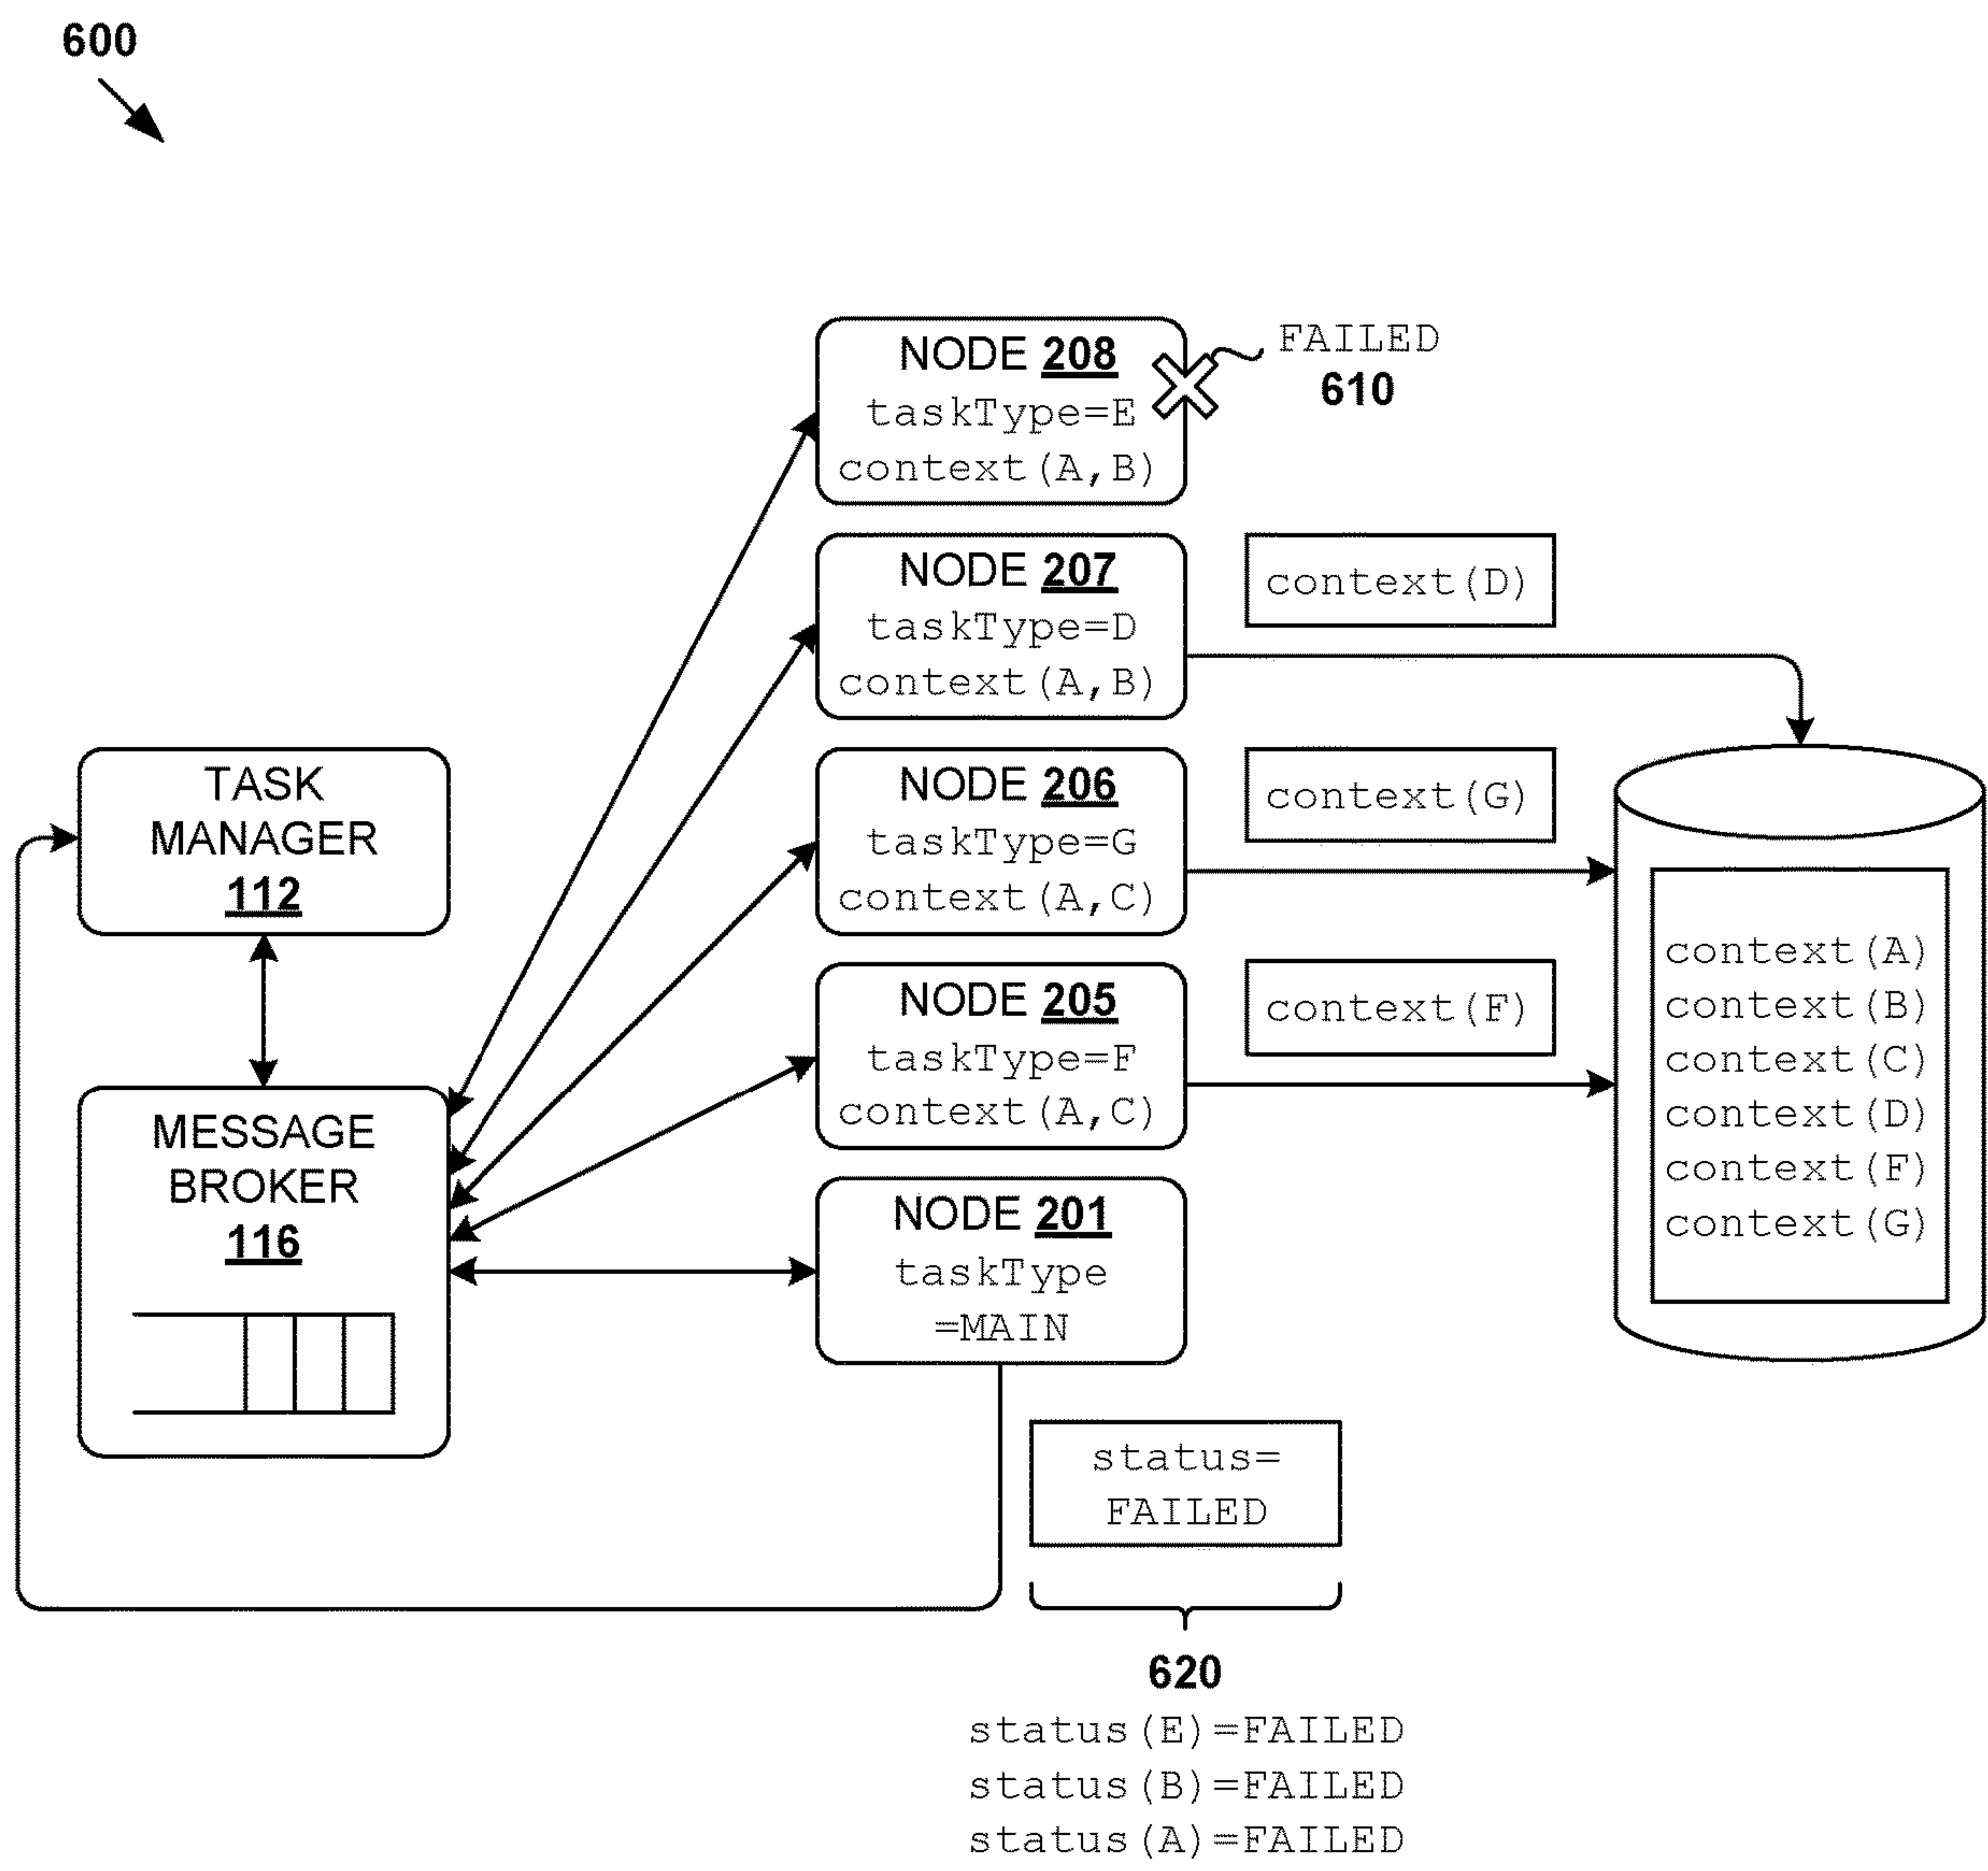 600
NODE 208
taskType=E
context(A,B)
FAILED
610
NODE 207
taskType=D
context(A,B)
context(D)
TASK
MANAGER
112
NODE 206
taskType=G
context(A,C)
context(G)
NODE 205
taskType=F
context(A,C)
context(F)
context(A)
context(B)
context(C)
context(D)
context(F)
context(G)
MESSAGE
BROKER
116
NODE 201
taskType
=MAIN
status=
FAILED
620
status(E)=FAILED
status(B)=FAILED
status(A)=FAILED